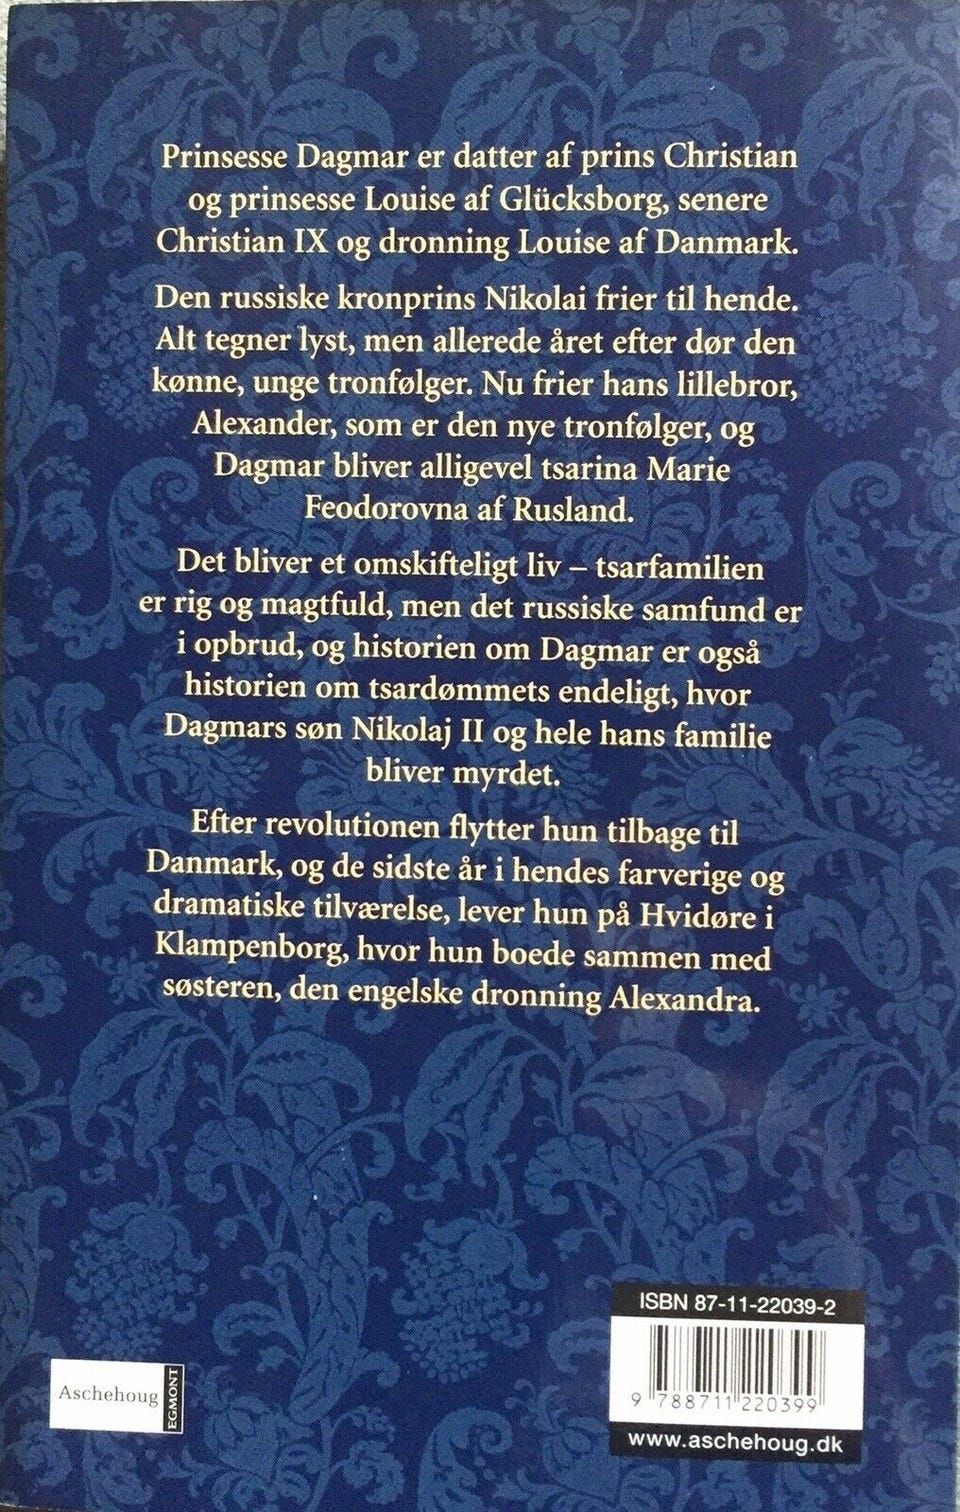 Prinsesse Dagmar er datter af prins Christian
og prinsesse Louise af Glücksborg, senere
Christian IX og dronning Louise af Danmark.
Den russiske kronprins Nikolai frier til hende.
Alt tegner lyst, men allerede året efter dør den
kønne, unge tronfølger. Nu frier hans lillebror,
Alexander, som er den nye tronfølger, og
Dagmar bliver alligevel tsarina Marie
Feodorovna af Rusland.
Det bliver et omskifteligt liv – tsarfamilien
er rig og magtfuld, men det russiske samfund er
i opbrud, og historien om Dagmar er også
historien om tsardømmets endeligt, hvor
Dagmars søn Nikolaj II og hele hans familie
bliver myrdet.
Efter revolutionen flytter hun tilbage til
Danmark, og de sidste år i hendes farverige og
dramatiske tilværelse, lever hun på Hvidøre i
Klampenborg, hvor hun boede sammen med
søsteren, den engelske dronning Alexandra.
ISBN 87-11-22039-2
9 788711 220399
www.aschehoug.dk
Aschehoug
EGMONT